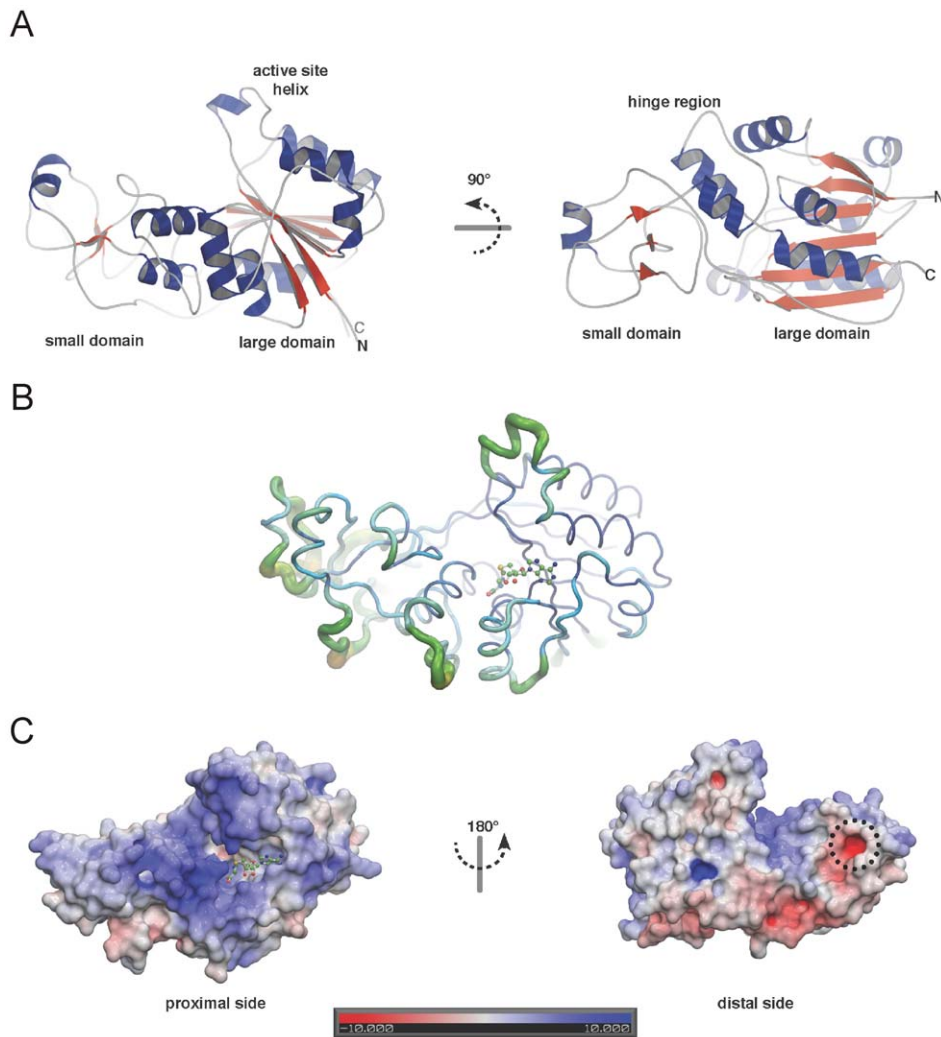 A
active site
helix
small domain
large domain
C
N
90°
hinge region
small domain
large domain
N
C
B
C
proximal side
180°
distal side
-10.000
10.000